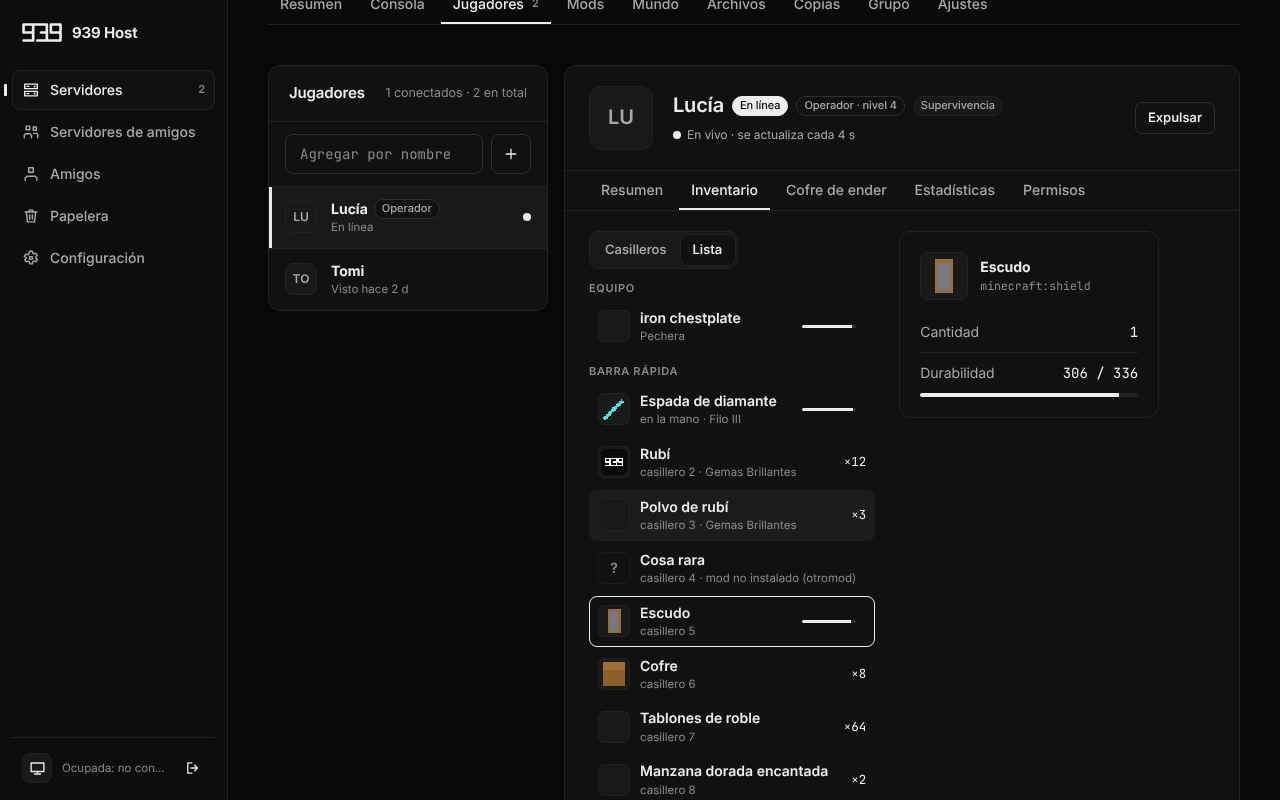 939 Host
Servidores 2
Servidores de amigos
Amigos
Papelera
Configuración
Ocupada: no con...
Resumen Consola Jugadores 2 Mods Mundo Archivos Copias Grupo Ajustes
Jugadores 1 conectados · 2 en total
Agregar por nombre +
LU Lucía Operador
En línea
TO Tomi
Visto hace 2 d
LU Lucía En línea Operador · nivel 4 Supervivencia
En vivo · se actualiza cada 4 s
Expulsar
Resumen Inventario Cofre de ender Estadísticas Permisos
Casilleros Lista
EQUIPO
iron chestplate
Pechera
BARRA RÁPIDA
Espada de diamante
en la mano · Filo III
939 Rubí ×12
casillero 2 · Gemas Brillantes
Polvo de rubí ×3
casillero 3 · Gemas Brillantes
? Cosa rara
casillero 4 · mod no instalado (otromod)
Escudo
casillero 5
Cofre ×8
casillero 6
Tablones de roble ×64
casillero 7
Manzana dorada encantada ×2
casillero 8
Escudo
minecraft:shield
Cantidad 1
Durabilidad 306 / 336